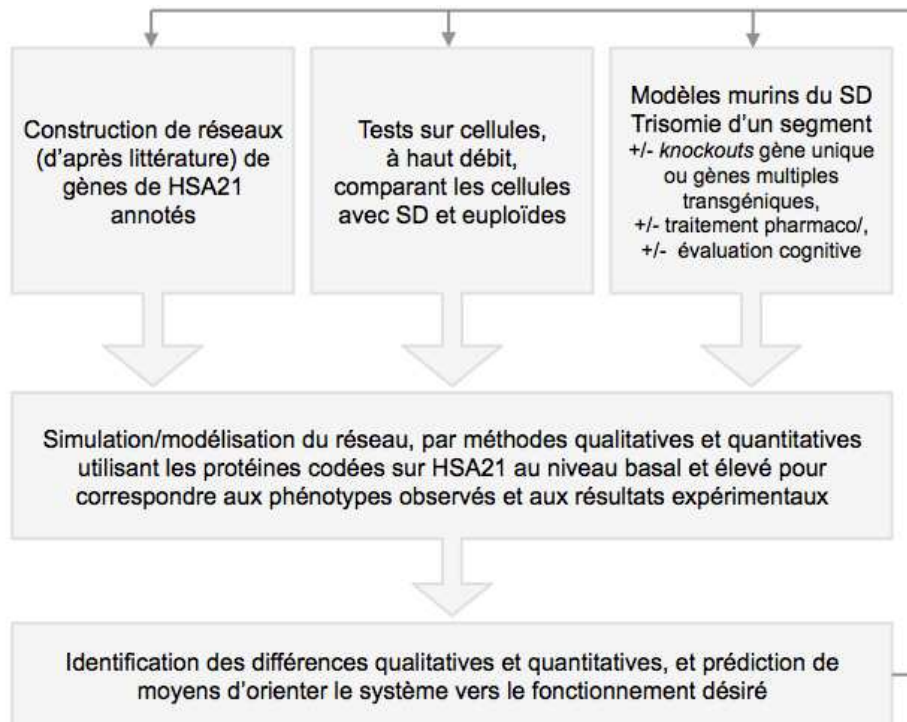 Construction de réseaux
(d'après littérature) de
gènes de HSA21
annotés
Tests sur cellules,
à haut débit,
comparant les cellules
avec SD et euploïdes
Modèles murins du SD
Trisomie d'un segment
+/- knockouts gène unique
ou gènes multiples
transgéniques,
+/- traitement pharmaco/,
+/- évaluation cognitive
Simulation/modélisation du réseau, par méthodes qualitatives et quantitatives
utilisant les protéines codées sur HSA21 au niveau basal et élevé pour
correspondre aux phénotypes observés et aux résultats expérimentaux
Identification des différences qualitatives et quantitatives, et prédiction de
moyens d'orienter le système vers le fonctionnement désiré